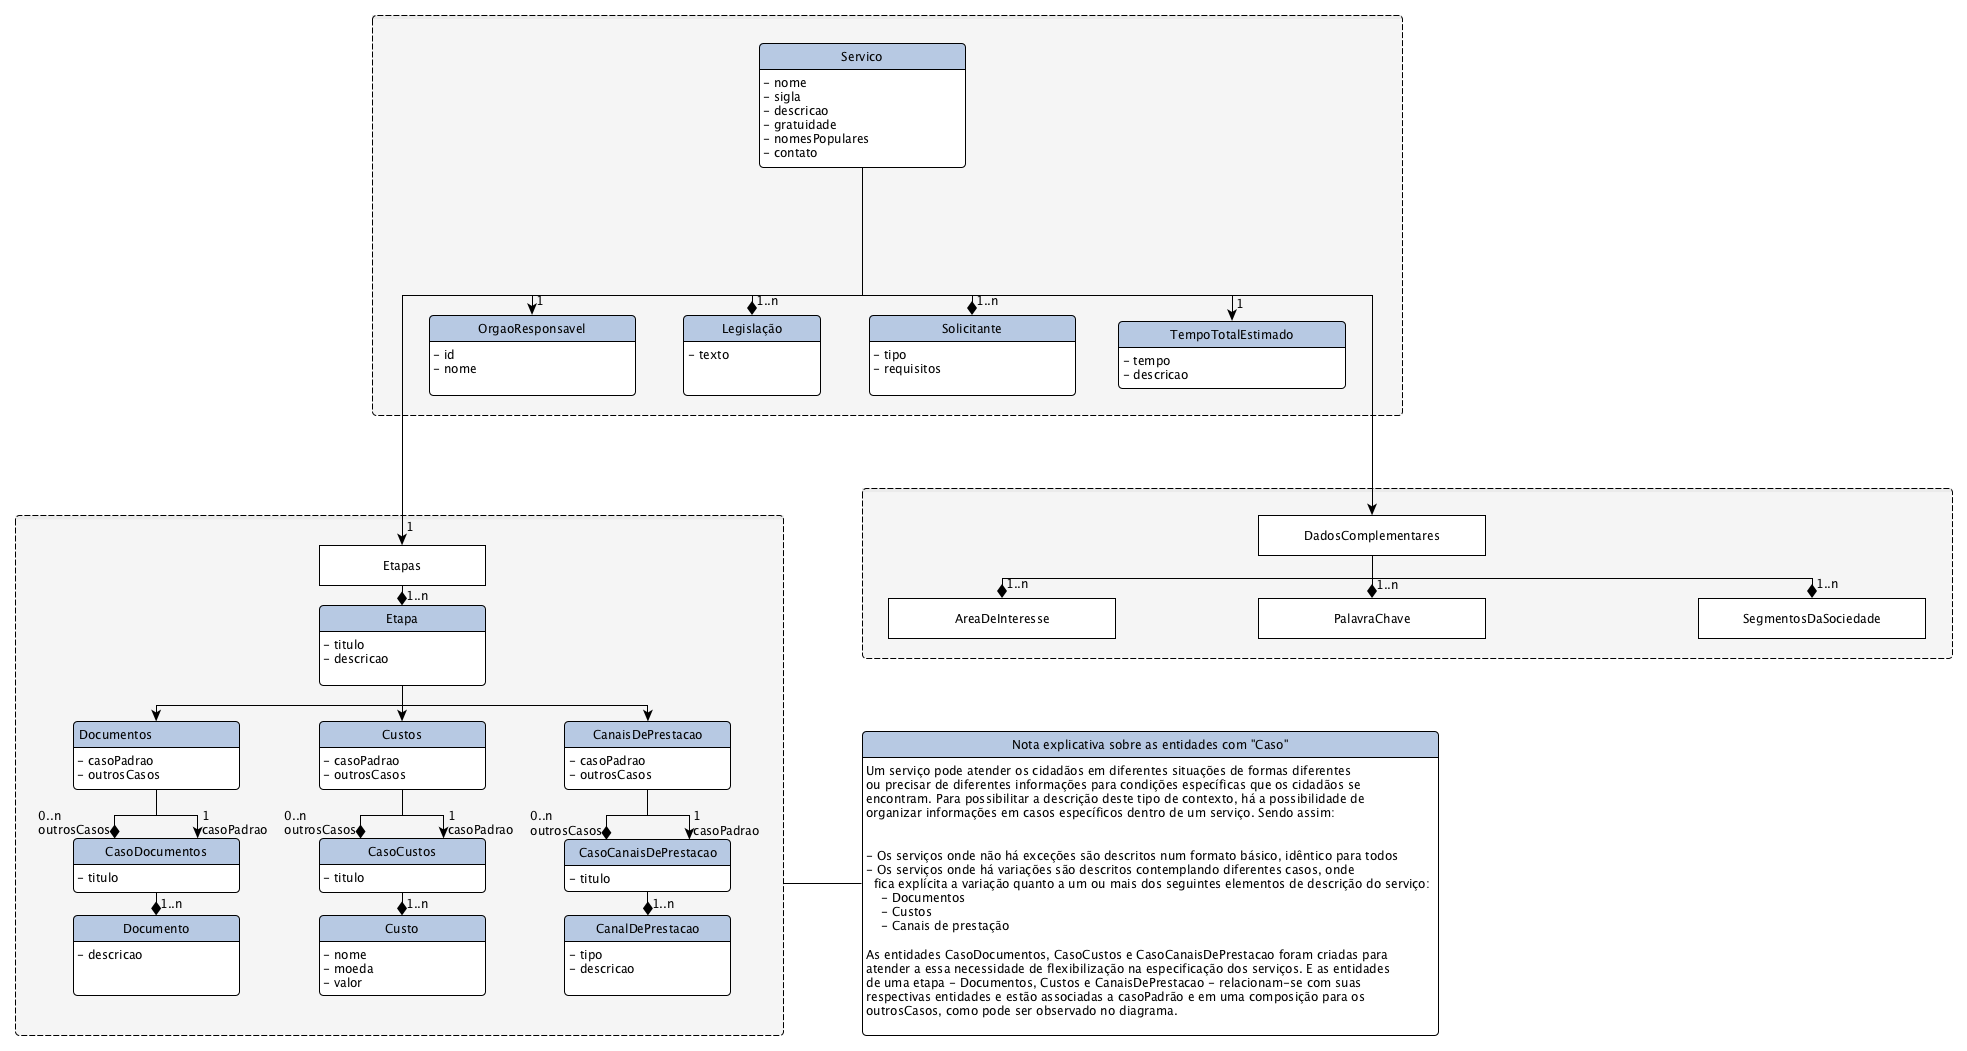 Servico
– nome
– sigla
– descricao
– gratuidade
– nomesPopulares
– contato
1
1..n
1..n
1
OrgaoResponsavel
– id
– nome
Legislação
– texto
Solicitante
– tipo
– requisitos
TempoTotalEstimado
– tempo
– descricao
1
Etapas
1..n
Etapa
– titulo
– descricao
Documentos
– casoPadrao
– outrosCasos
Custos
– casoPadrao
– outrosCasos
CanaisDePrestacao
– casoPadrao
– outrosCasos
0..n
outrosCasos
1
casoPadrao
0..n
outrosCasos
1
casoPadrao
0..n
outrosCasos
1
casoPadrao
CasoDocumentos
– titulo
CasoCustos
– titulo
CasoCanaisDePrestacao
– titulo
1..n
1..n
1..n
Documento
– descricao
Custo
– nome
– moeda
– valor
CanalDePrestacao
– tipo
– descricao
DadosComplementares
1..n
1..n
1..n
AreaDeInteresse
PalavraChave
SegmentosDaSociedade
Nota explicativa sobre as entidades com "Caso"
Um serviço pode atender os cidadãos em diferentes situações de formas diferentes
ou precisar de diferentes informações para condições específicas que os cidadãos se
encontram. Para possibilitar a descrição deste tipo de contexto, há a possibilidade de
organizar informações em casos específicos dentro de um serviço. Sendo assim:
– Os serviços onde não há exceções são descritos num formato básico, idêntico para todos
– Os serviços onde há variações são descritos contemplando diferentes casos, onde
fica explícita a variação quanto a um ou mais dos seguintes elementos de descrição do serviço:
– Documentos
– Custos
– Canais de prestação
As entidades CasoDocumentos, CasoCustos e CasoCanaisDePrestacao foram criadas para
atender a essa necessidade de flexibilização na especificação dos serviços. E as entidades
de uma etapa – Documentos, Custos e CanaisDePrestacao – relacionam-se com suas
respectivas entidades e estão associadas a casoPadrão e em uma composição para os
outrosCasos, como pode ser observado no diagrama.